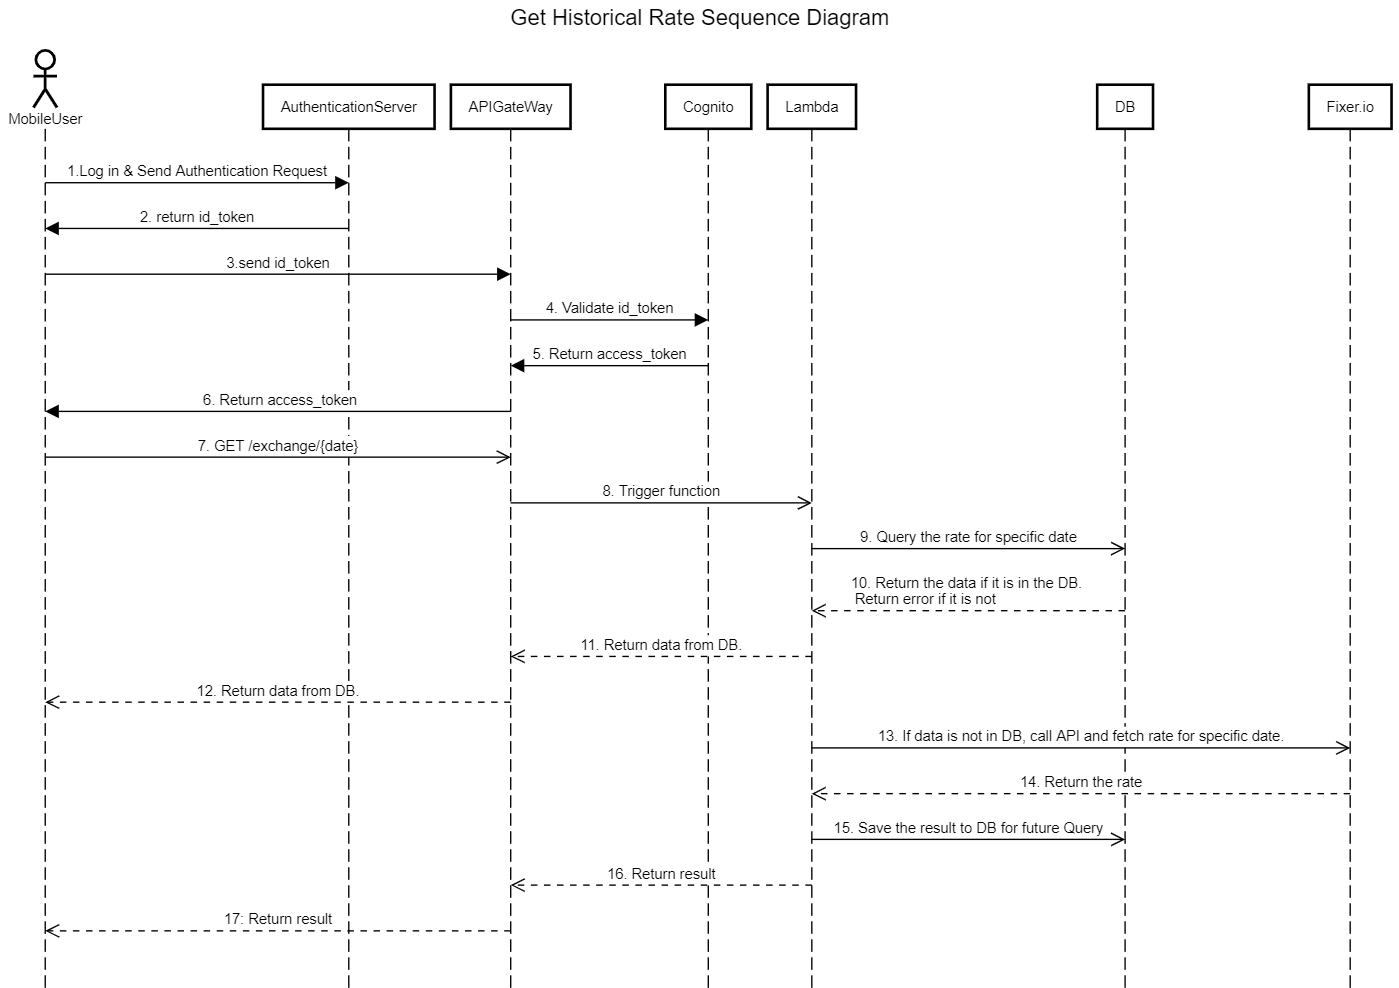 Get Historical Rate Sequence Diagram
MobileUser
AuthenticationServer
APIGateWay
Cognito
Lambda
DB
Fixer.io
1.Log in & Send Authentication Request
2. return id_token
3.send id_token
4. Validate id_token
5. Return access_token
6. Return access_token
7. GET /exchange/{date}
8. Trigger function
9. Query the rate for specific date
10. Return the data if it is in the DB.
Return error if it is not
11. Return data from DB.
12. Return data from DB.
13. If data is not in DB, call API and fetch rate for specific date.
14. Return the rate
15. Save the result to DB for future Query
16. Return result
17: Return result